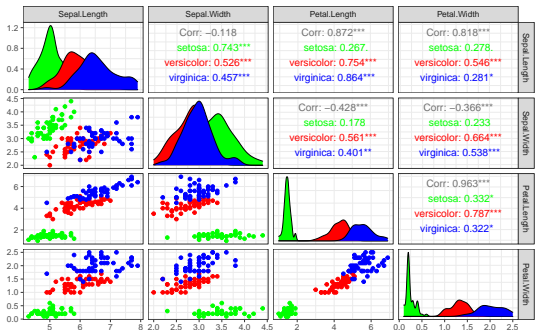 Sepal.Length
Sepal.Width
Petal.Length
Petal.Width
1.2
0.8
0.4
0.0
Corr: −0.118
setosa: 0.743***
versicolor: 0.526***
virginica: 0.457***
Corr: 0.872***
setosa: 0.267.
versicolor: 0.754***
virginica: 0.864***
Corr: 0.818***
setosa: 0.278.
versicolor: 0.546***
virginica: 0.281*
Sepal.Length
4.5
4.0
3.5
3.0
2.5
2.0
Corr: −0.428***
setosa: 0.178
versicolor: 0.561***
virginica: 0.401**
Corr: −0.366***
setosa: 0.233
versicolor: 0.664***
virginica: 0.538***
Sepal.Width
6
4
2
Corr: 0.963***
setosa: 0.332*
versicolor: 0.787***
virginica: 0.322*
Petal.Length
2.5
2.0
1.5
1.0
0.5
0.0
Petal.Width
5 6 7 8
2.0 2.5 3.0 3.5 4.0 4.5
2 4 6
0.0 0.5 1.0 1.5 2.0 2.5